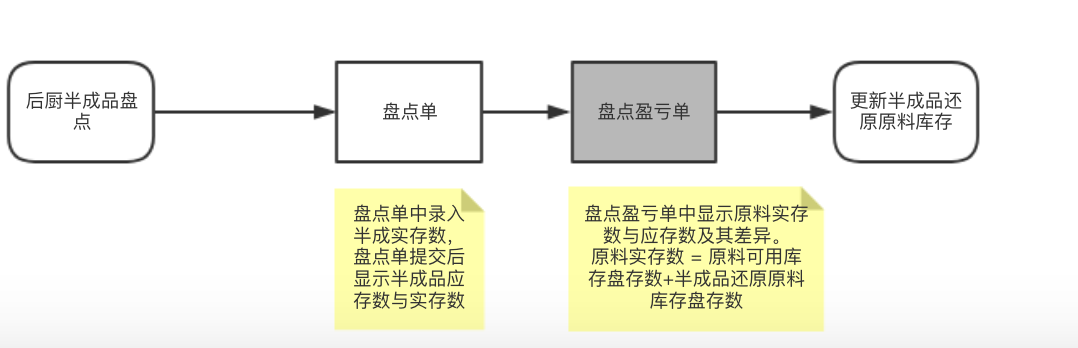 后厨半成品盘
点
盘点单
盘点盈亏单
更新半成品还
原原料库存
盘点单中录入
半成实存数，
盘点单提交后
显示半成品应
存数与实存数
盘点盈亏单中显示原料实存
数与应存数及其差异。
原料实存数 = 原料可用库
存盘存数+半成品还原原料
库存盘存数